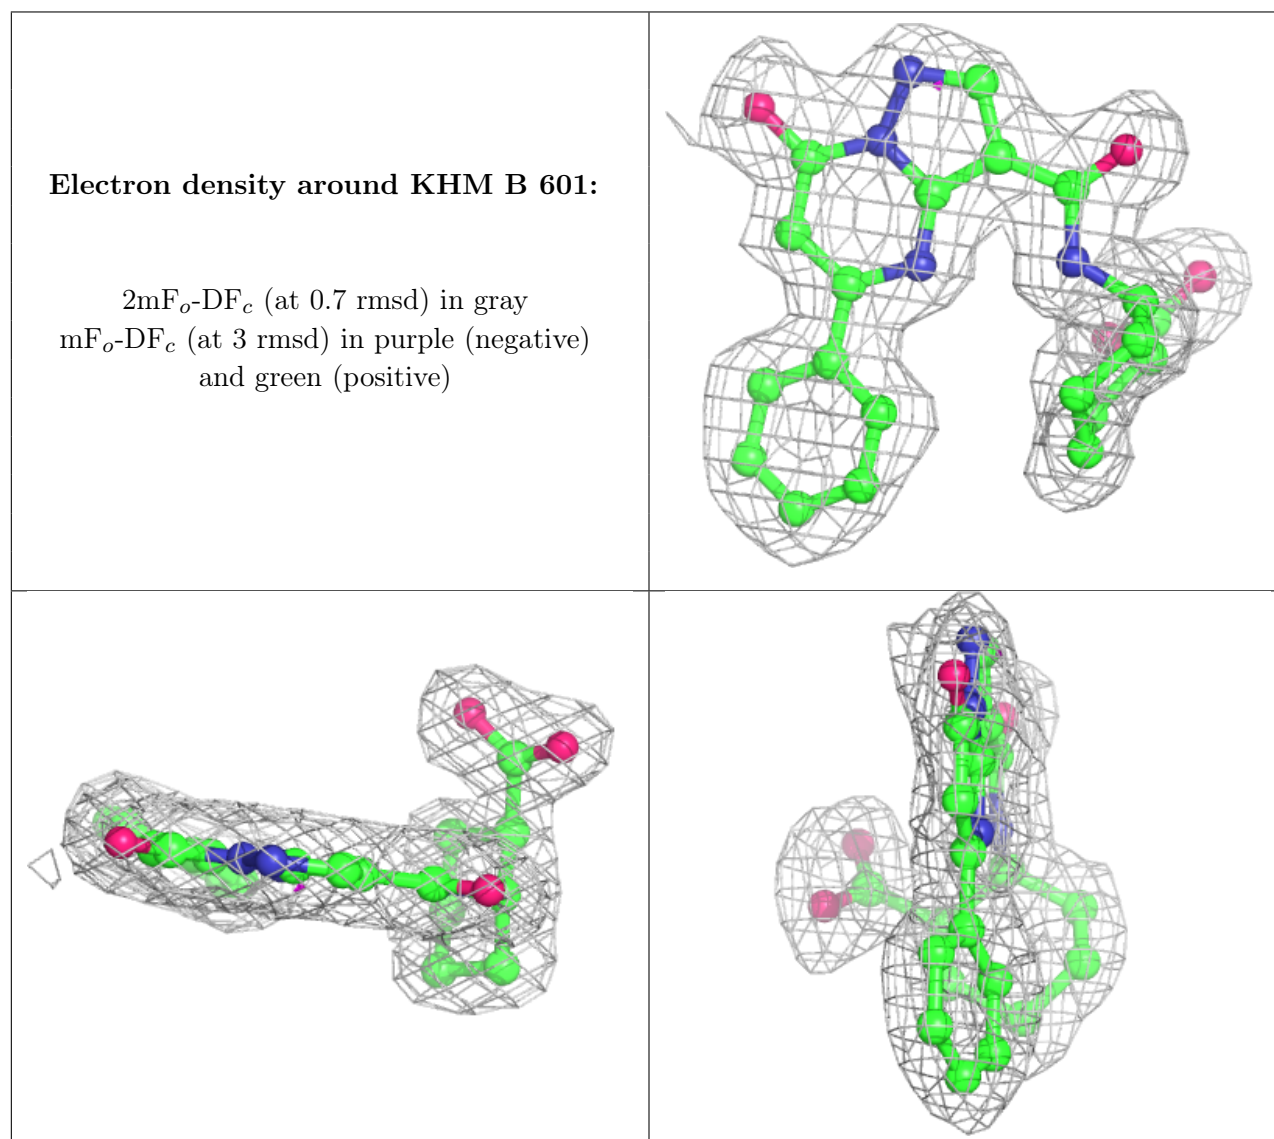 Electron density around KHM B 601:
2mFₒ-DF𝑐 (at 0.7 rmsd) in gray
mFₒ-DF𝑐 (at 3 rmsd) in purple (negative)
and green (positive)